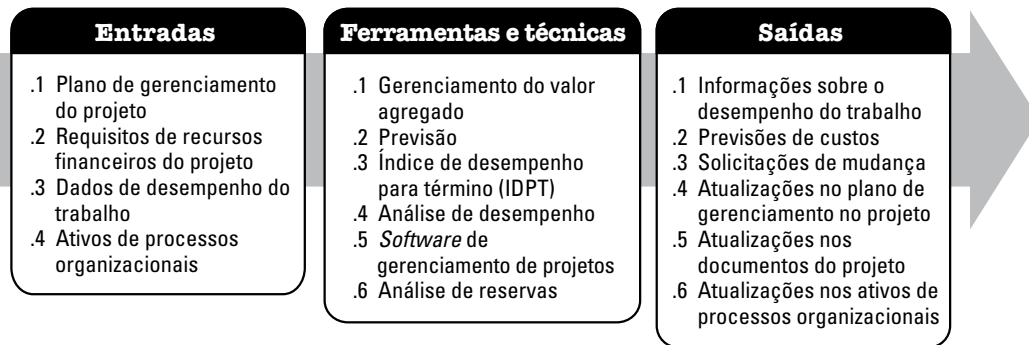 Entradas
.1 Plano de gerenciamento
do projeto
.2 Requisitos de recursos
financeiros do projeto
.3 Dados de desempenho do
trabalho
.4 Ativos de processos
organizacionais
Ferramentas e técnicas
.1 Gerenciamento do valor
agregado
.2 Previsão
.3 Índice de desempenho
para término (IDPT)
.4 Análise de desempenho
.5 Software de
gerenciamento de projetos
.6 Análise de reservas
Saídas
.1 Informações sobre o
desempenho do trabalho
.2 Previsões de custos
.3 Solicitações de mudança
.4 Atualizações no plano de
gerenciamento no projeto
.5 Atualizações nos
documentos do projeto
.6 Atualizações nos ativos de
processos organizacionais